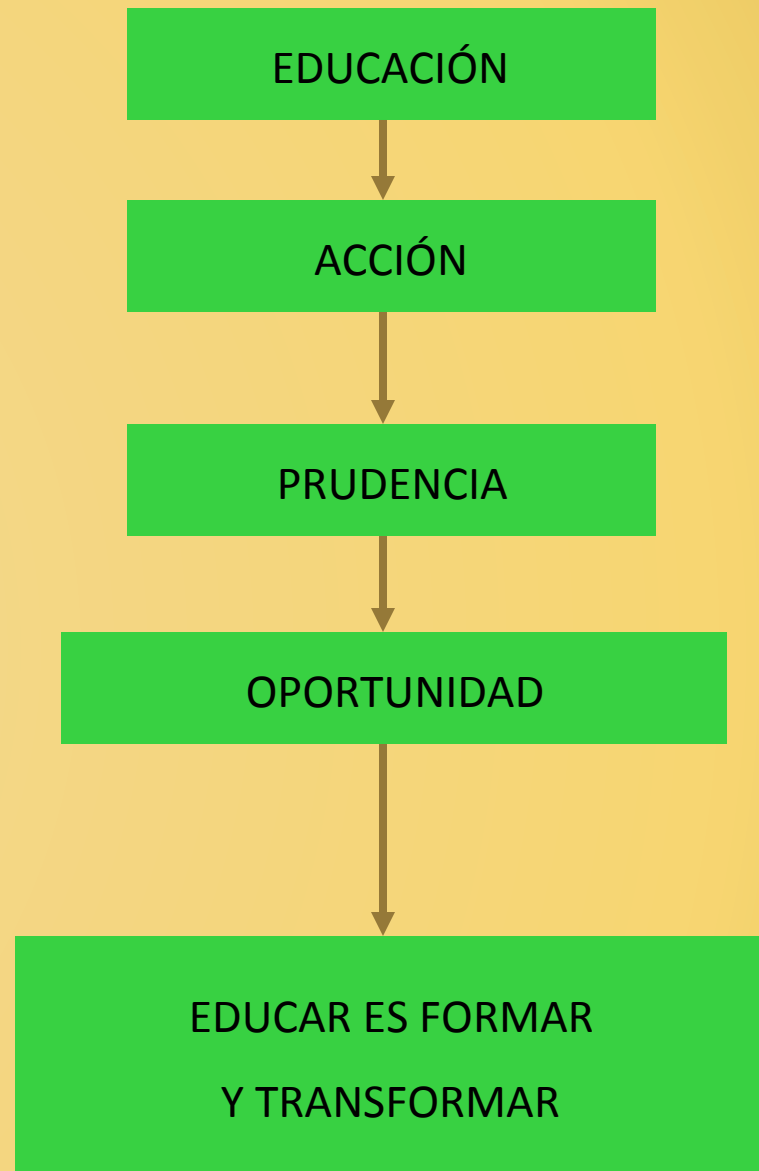 EDUCACIÓN
ACCIÓN
PRUDENCIA
OPORTUNIDAD
EDUCAR ES FORMAR
Y TRANSFORMAR